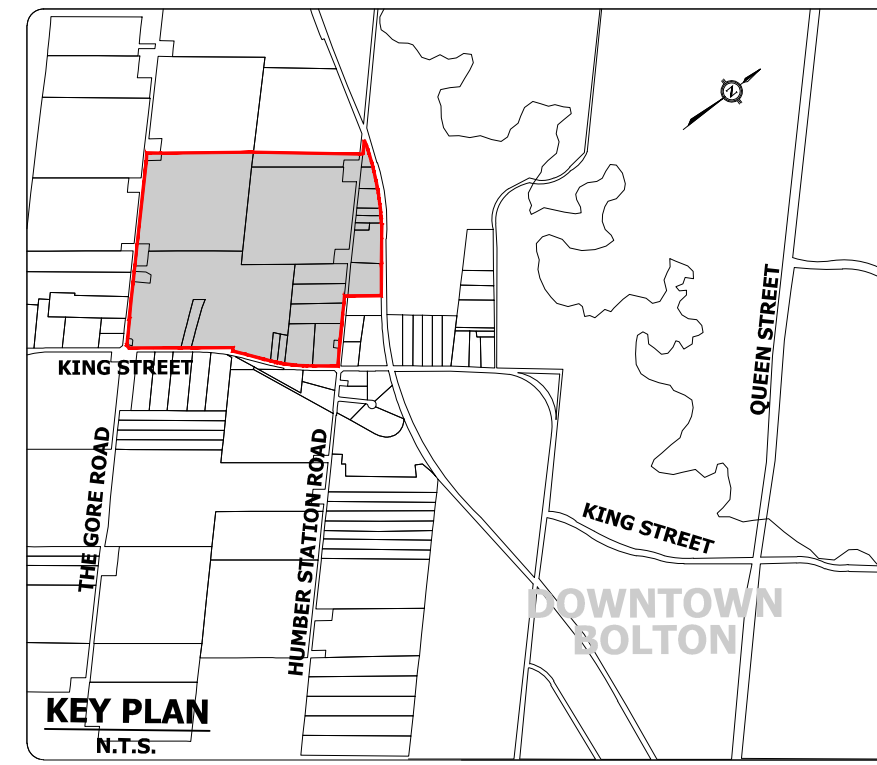 N
QUEEN STREET
KING STREET
THE GORE ROAD
HUMBER STATION ROAD
KING STREET
DOWNTOWN
BOLTON
KEY PLAN
N.T.S.